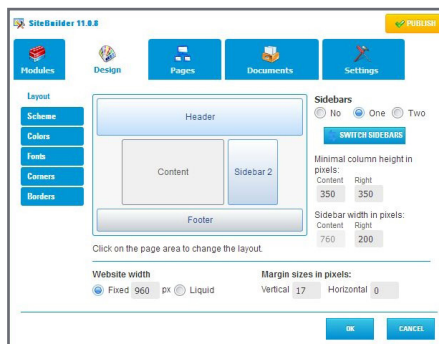 SiteBuilder 11.0.8
PUBLISH
Modules
Design
Pages
Documents
Settings
Layout
Scheme
Colors
Fonts
Corners
Borders
Header
Content
Sidebar 2
Footer
Click on the page area to change the layout.
Sidebars
No One Two
SWITCH SIDEBARS
Minimal column height in
pixels:
Content Right
350 350
Sidebar width in pixels:
Content Right
760 200
Website width
Fixed 960 px Liquid
Margin sizes in pixels:
Vertical 17 Horizontal 0
OK
CANCEL